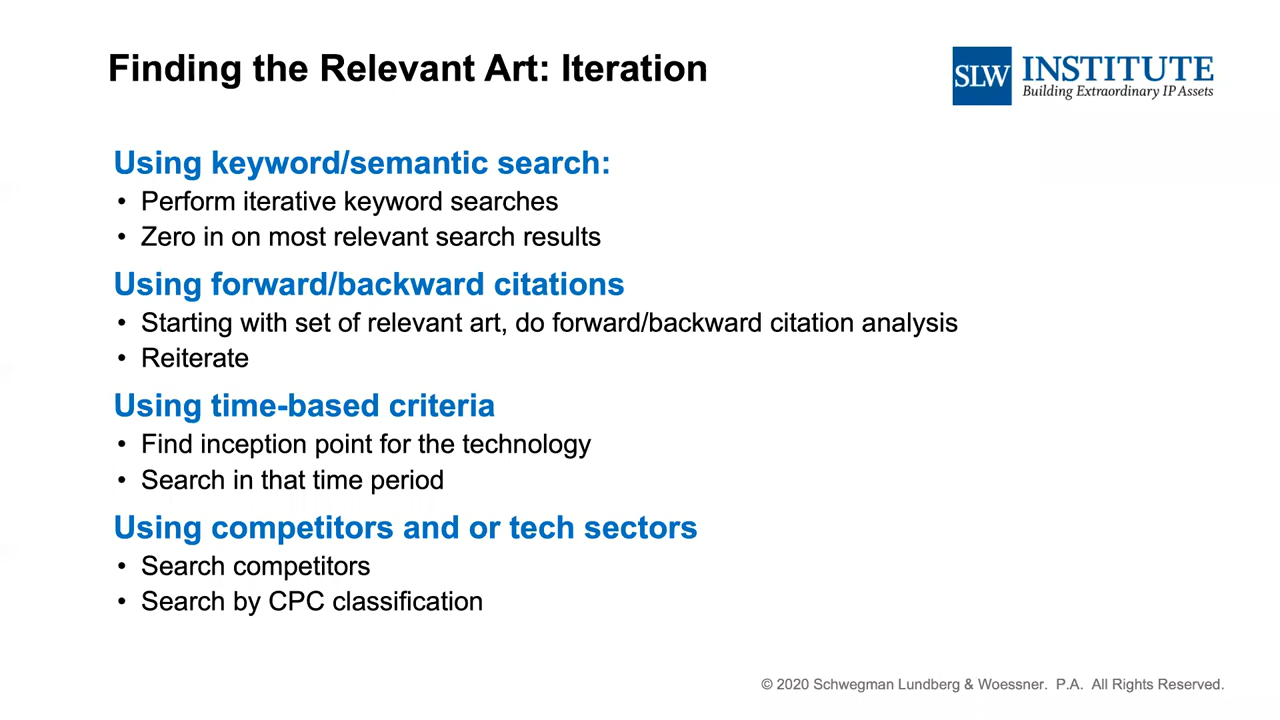 Finding the Relevant Art: Iteration
SLW INSTITUTE
Building Extraordinary IP Assets
Using keyword/semantic search:
• Perform iterative keyword searches
• Zero in on most relevant search results
Using forward/backward citations
• Starting with set of relevant art, do forward/backward citation analysis
• Reiterate
Using time-based criteria
• Find inception point for the technology
• Search in that time period
Using competitors and or tech sectors
• Search competitors
• Search by CPC classification
© 2020 Schwegman Lundberg & Woessner. P.A. All Rights Reserved.